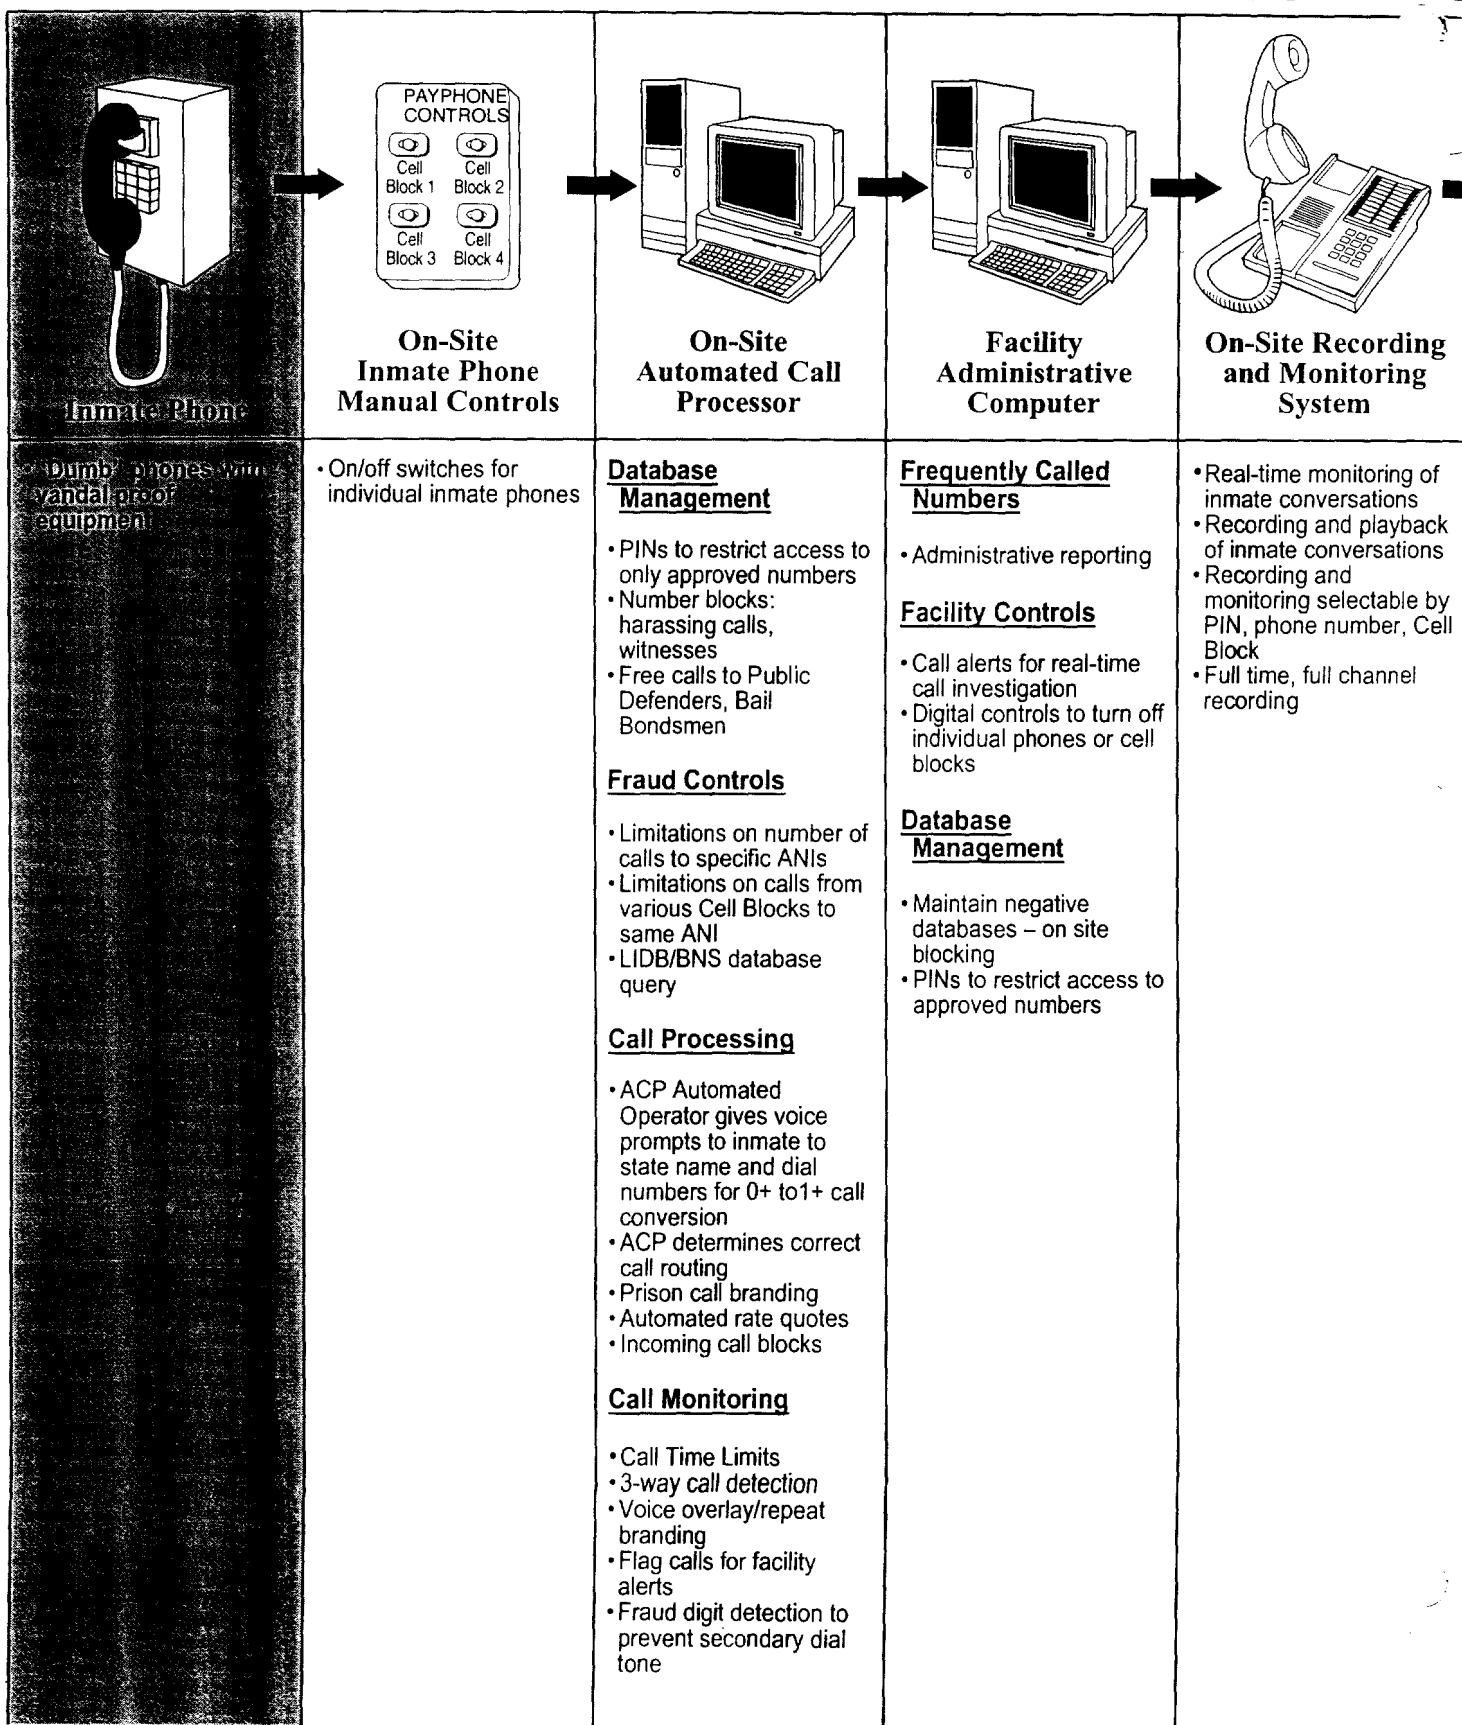 PAYPHONE
CONTROLS
Cell
Block 1
Cell
Block 2
Cell
Block 3
Cell
Block 4
Inmate Phone
On-Site
Inmate Phone
Manual Controls
On-Site
Automated Call
Processor
Facility
Administrative
Computer
On-Site Recording
and Monitoring
System
• "Dumb" phones with
vandal proof
equipment
• On/off switches for
individual inmate phones
Database
Management
• PINs to restrict access to
only approved numbers
• Number blocks:
harassing calls,
witnesses
• Free calls to Public
Defenders, Bail
Bondsmen
Fraud Controls
• Limitations on number of
calls to specific ANIs
• Limitations on calls from
various Cell Blocks to
same ANI
• LIDB/BNS database
query
Call Processing
• ACP Automated
Operator gives voice
prompts to inmate to
state name and dial
numbers for 0+ to1+ call
conversion
• ACP determines correct
call routing
• Prison call branding
• Automated rate quotes
• Incoming call blocks
Call Monitoring
• Call Time Limits
• 3-way call detection
• Voice overlay/repeat
branding
• Flag calls for facility
alerts
• Fraud digit detection to
prevent secondary dial
tone
Frequently Called
Numbers
• Administrative reporting
Facility Controls
• Call alerts for real-time
call investigation
• Digital controls to turn off
individual phones or cell
blocks
Database
Management
• Maintain negative
databases – on site
blocking
• PINs to restrict access to
approved numbers
• Real-time monitoring of
inmate conversations
• Recording and playback
of inmate conversations
• Recording and
monitoring selectable by
PIN, phone number, Cell
Block
• Full time, full channel
recording